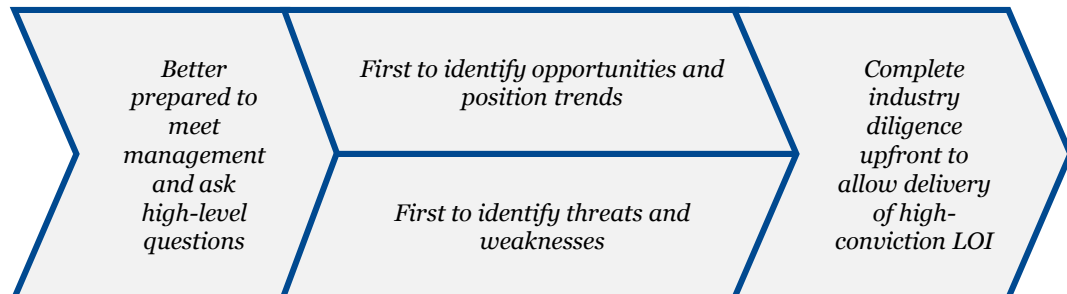 Better
prepared to
meet
management
and ask
high-level
questions
First to identify opportunities and
position trends
First to identify threats and
weaknesses
Complete
industry
diligence
upfront to
allow delivery
of high-
conviction LOI